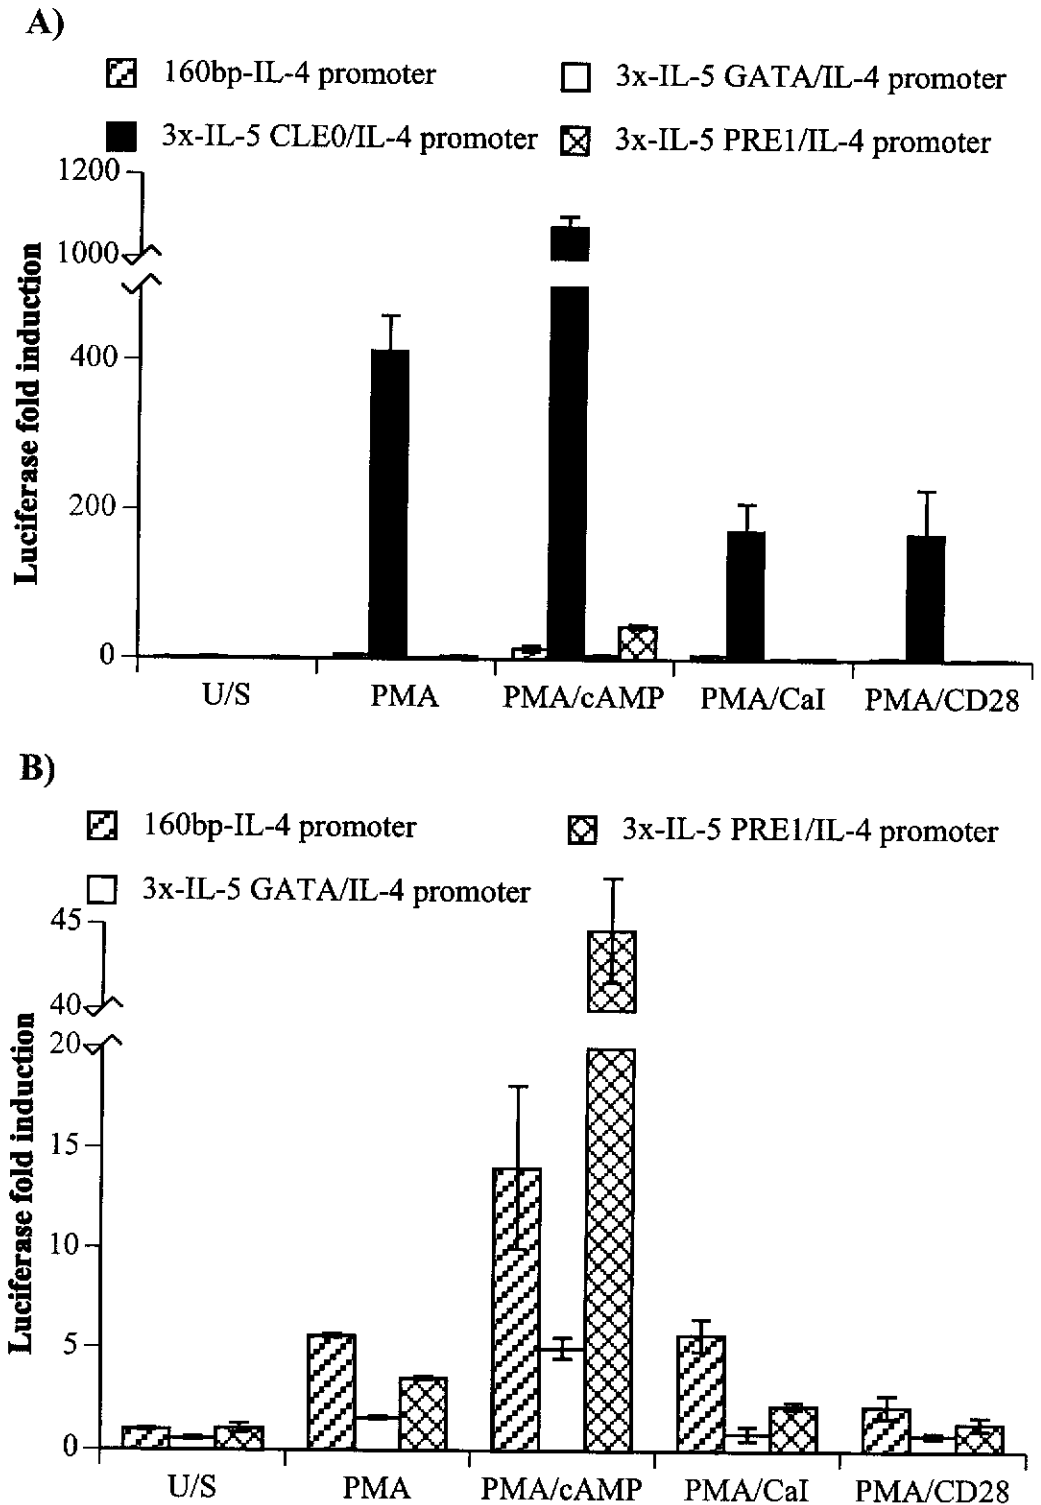 A)
160bp-IL-4 promoter
3x-IL-5 GATA/IL-4 promoter
3x-IL-5 CLE0/IL-4 promoter
3x-IL-5 PRE1/IL-4 promoter
1200
1000
400
200
0
Luciferase fold induction
U/S PMA PMA/cAMP PMA/CaI PMA/CD28
B)
160bp-IL-4 promoter
3x-IL-5 PRE1/IL-4 promoter
3x-IL-5 GATA/IL-4 promoter
45
40
20
15
10
5
0
Luciferase fold induction
U/S PMA PMA/cAMP PMA/CaI PMA/CD28